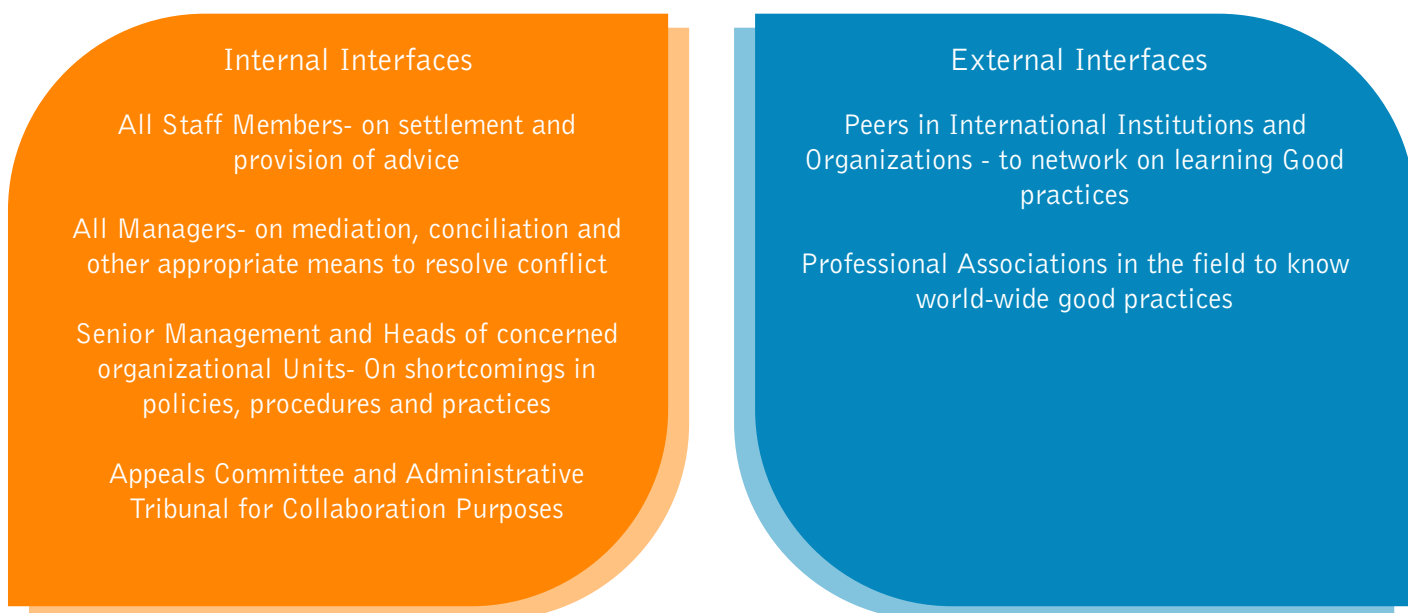 Internal Interfaces
All Staff Members- on settlement and
provision of advice
All Managers- on mediation, conciliation and
other appropriate means to resolve conflict
Senior Management and Heads of concerned
organizational Units- On shortcomings in
policies, procedures and practices
Appeals Committee and Administrative
Tribunal for Collaboration Purposes
External Interfaces
Peers in International Institutions and
Organizations - to network on learning Good
practices
Professional Associations in the field to know
world-wide good practices